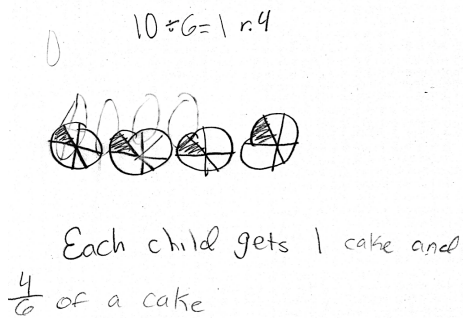 10 ÷ 6 = 1 r.4
Each child gets 1 cake and
4/6 of a cake